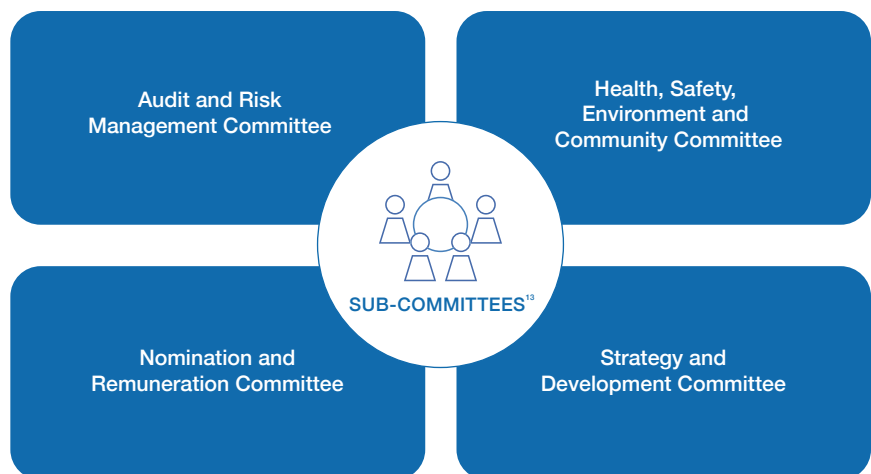 Audit and Risk
Management Committee
Health, Safety,
Environment and
Community Committee
SUB-COMMITTEES¹³
Nomination and
Remuneration Committee
Strategy and
Development Committee